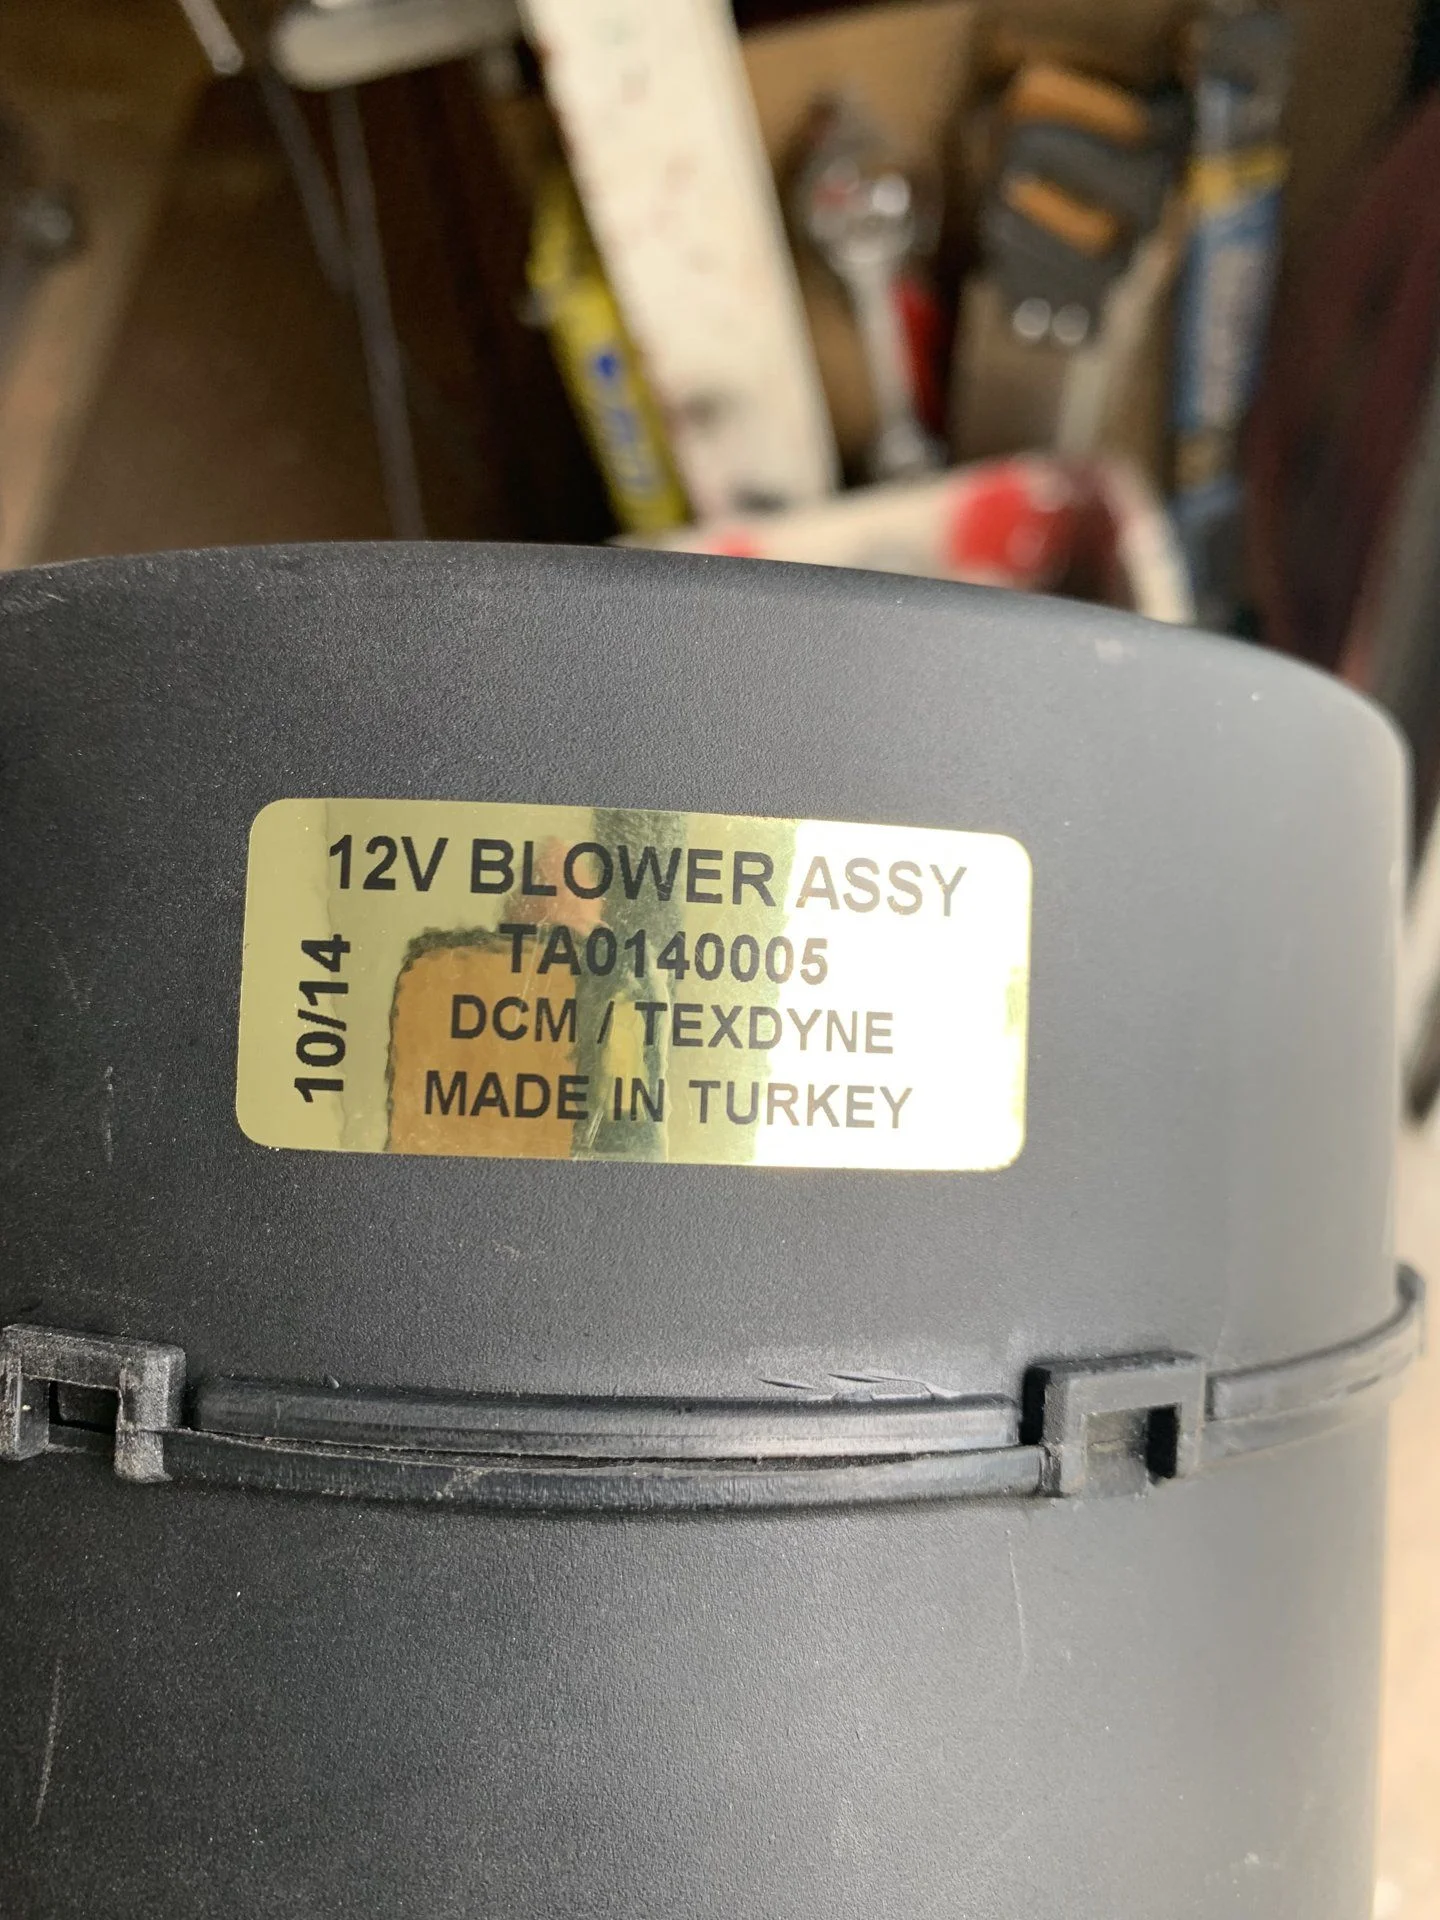 12V BLOWER ASSY
TA0140005
DCM / TEXDYNE
MADE IN TURKEY
10/14